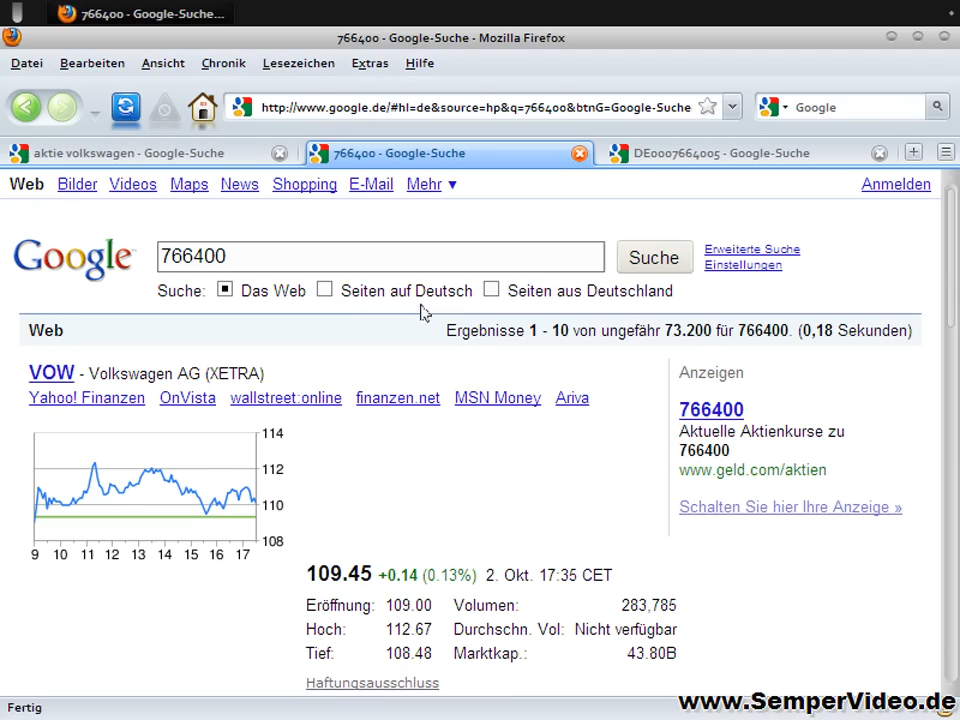 766400 - Google-Suche...
766400 - Google-Suche - Mozilla Firefox
Datei Bearbeiten Ansicht Chronik Lesezeichen Extras Hilfe
http://www.google.de/#hl=de&source=hp&q=766400&btnG=Google-Suche Google
aktie volkswagen - Google-Suche 766400 - Google-Suche DE0007664005 - Google-Suche
Web Bilder Videos Maps News Shopping E-Mail Mehr ▼ Anmelden
Google 766400 Suche Erweiterte Suche
Einstellungen
Suche: Das Web Seiten auf Deutsch Seiten aus Deutschland
Web Ergebnisse 1 - 10 von ungefähr 73.200 für 766400. (0,18 Sekunden)
VOW - Volkswagen AG (XETRA)
Yahoo! Finanzen OnVista wallstreet:online finanzen.net MSN Money Ariva
114
112
110
108
9 10 11 12 13 14 15 16 17
Anzeigen
766400
Aktuelle Aktienkurse zu
766400
www.geld.com/aktien
Schalten Sie hier Ihre Anzeige »
109.45 +0.14 (0.13%) 2. Okt. 17:35 CET
Eröffnung: 109.00 Volumen: 283,785
Hoch: 112.67 Durchschn. Vol: Nicht verfügbar
Tief: 108.48 Marktkap.: 43.80B
Haftungsausschluss
Fertig
www.SemperVideo.de